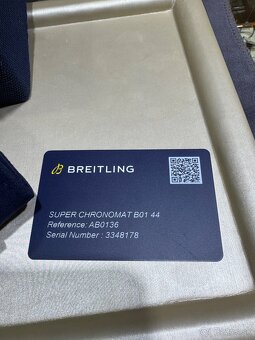 BREITLING
SUPER CHRONOMAT B01 44
Reference: AB0136
Serial Number : 3348178